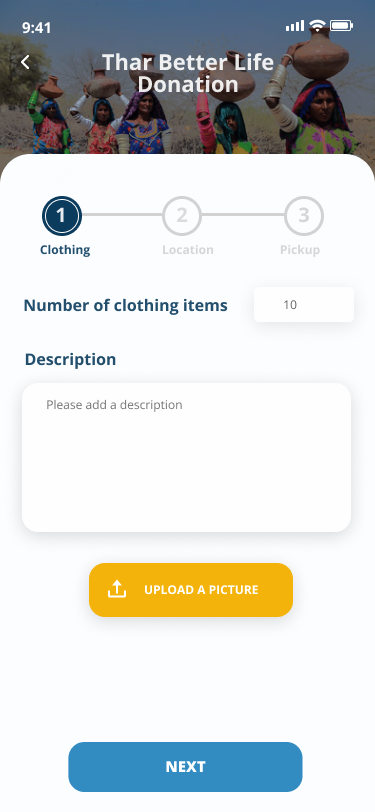 9:41
Thar Better Life
Donation
1 2 3
Clothing Location Pickup
Number of clothing items 10
Description
Please add a description
UPLOAD A PICTURE
NEXT